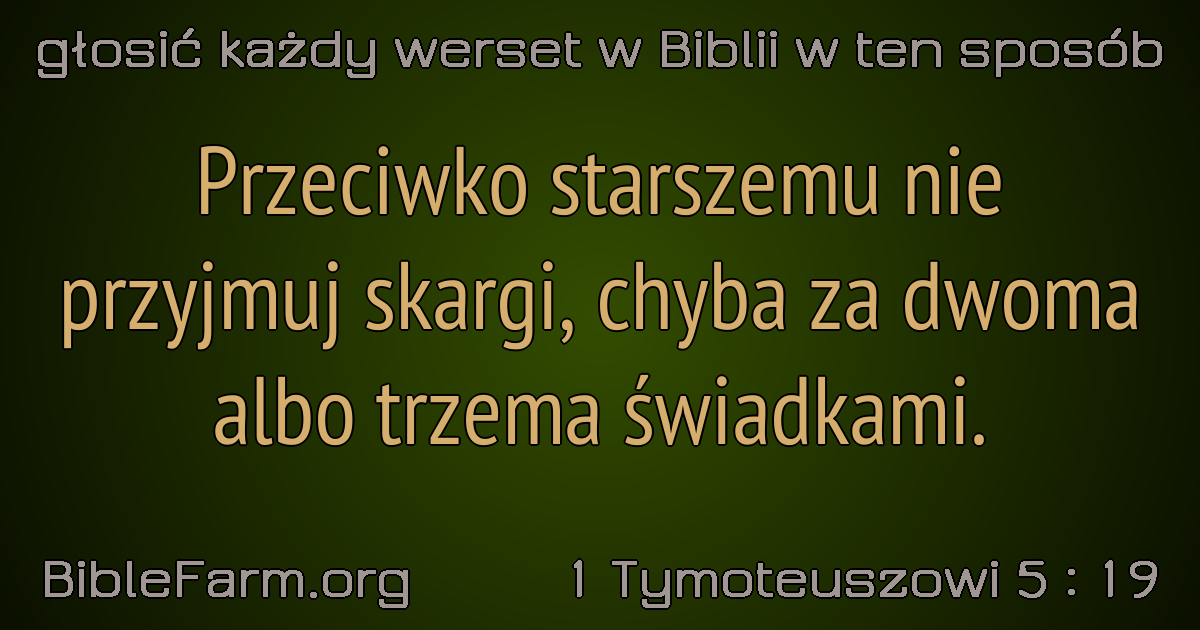 głosić każdy werset w Biblii w ten sposób
Przeciwko starszemu nie
przyjmuj skargi, chyba za dwoma
albo trzema świadkami.
BibleFarm.org
1 Tymoteuszowi 5 : 19